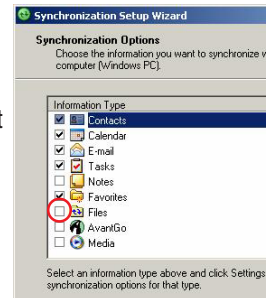 Synchronization Setup Wizard
Synchronization Options
Choose the information you want to synchronize
computer (Windows PC).
Information Type
Contacts
Calendar
E-mail
Tasks
Notes
Favorites
Files
AvantGo
Media
Select an information type above and click Settings
synchronization options for that type.